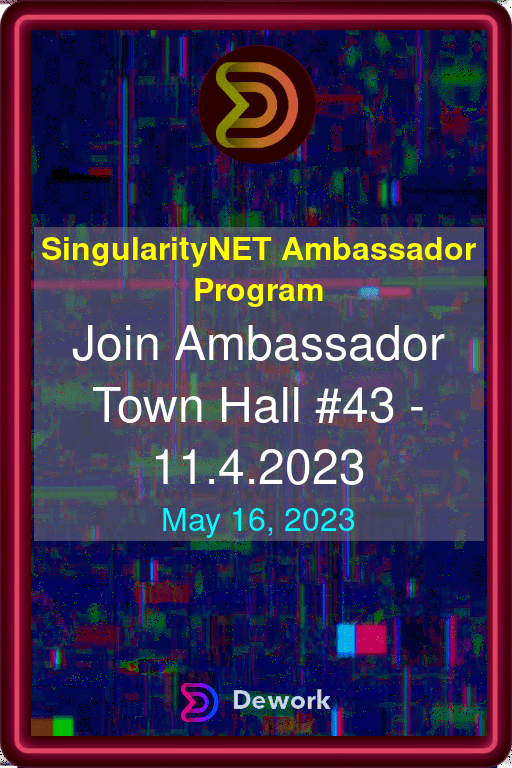 SingularityNET Ambassador
Program
Join Ambassador
Town Hall #43 -
11.4.2023
May 16, 2023
Dework